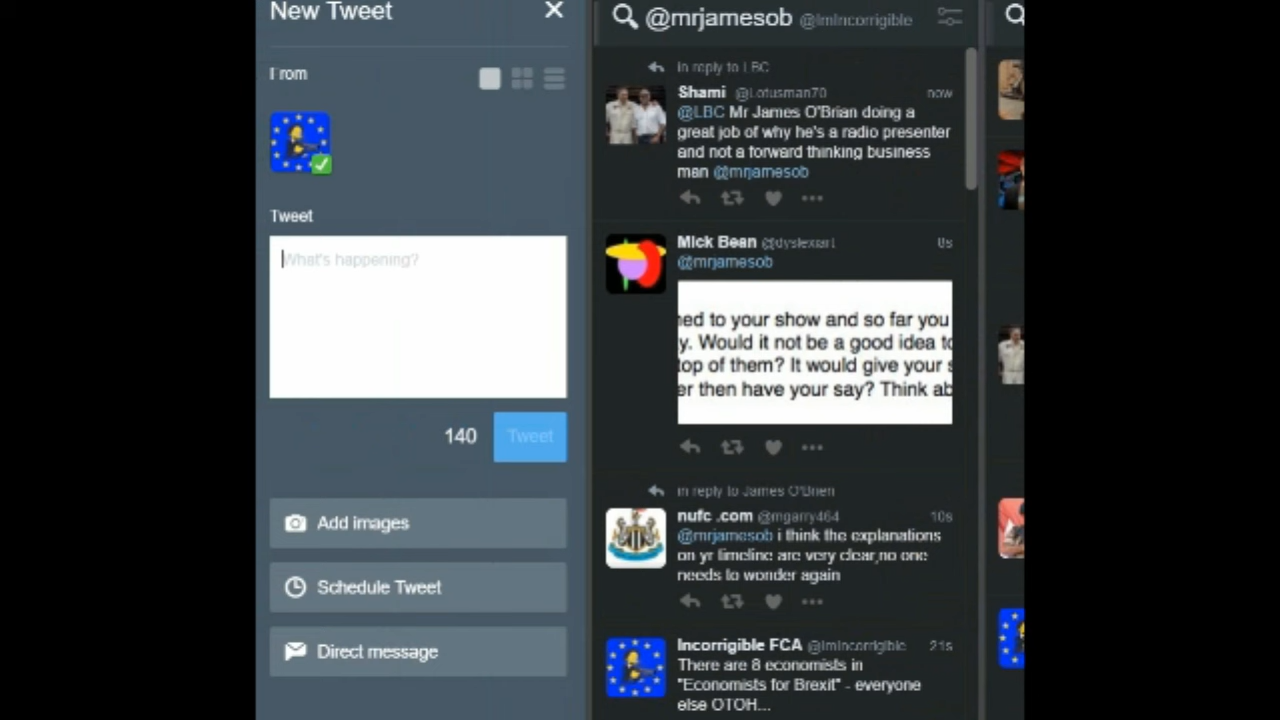 New Tweet
From
Tweet
What's happening?
140 Tweet
Add images
Schedule Tweet
Direct message
@mrjamesob @ImIncorrigible
in reply to LBC
Shami @Lotusman70 now
@LBC Mr James O'Brian doing a
great job of why he's a radio presenter
and not a forward thinking business
man @mrjamesob
Mick Bean @dyslexiart 8s
@mrjamesob
ned to your show and so far you
y. Would it not be a good idea to
top of them? It would give your s
er then have your say? Think ab
in reply to James O'Brien
nufc .com @mgarry464 10s
@mrjamesob i think the explanations
on yr timeline are very clear,no one
needs to wonder again
Incorrigible FCA @ImIncorrigible 21s
There are 8 economists in
"Economists for Brexit" - everyone
else OTOH...